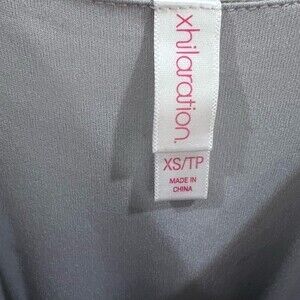 xhilaration.
XS/TP
MADE IN
CHINA